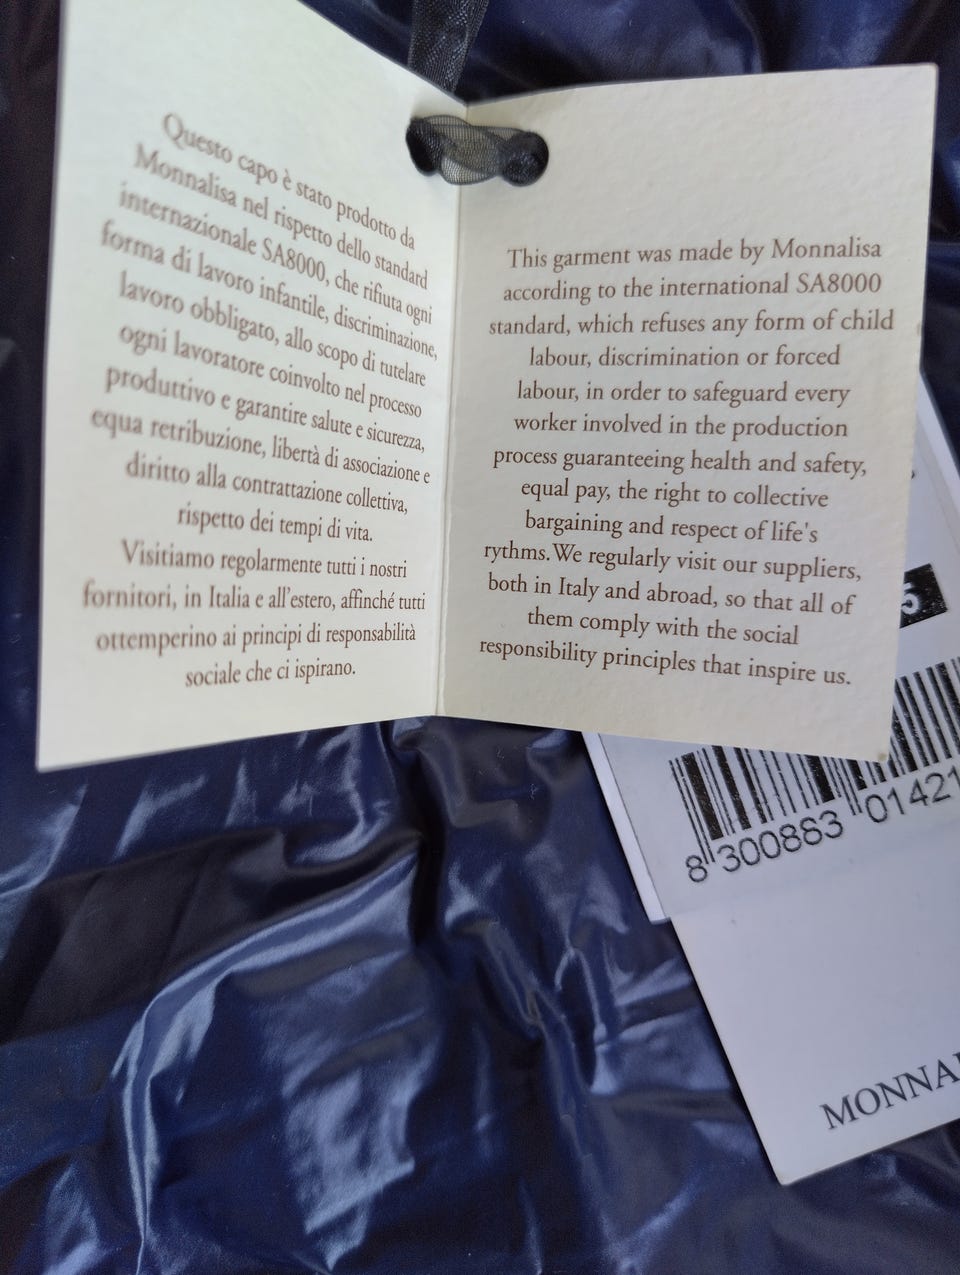 Questo capo è stato prodotto da
Monnalisa nel rispetto dello standard
internazionale SA8000, che rifiuta ogni
forma di lavoro infantile, discriminazione,
lavoro obbligato, allo scopo di tutelare
ogni lavoratore coinvolto nel processo
produttivo e garantire salute e sicurezza,
equa retribuzione, libertà di associazione e
diritto alla contrattazione collettiva,
rispetto dei tempi di vita.
Visitiamo regolarmente tutti i nostri
fornitori, in Italia e all'estero, affinché tutti
ottemperino ai principi di responsabilità
sociale che ci ispirano.
This garment was made by Monnalisa
according to the international SA8000
standard, which refuses any form of child
labour, discrimination or forced
labour, in order to safeguard every
worker involved in the production
process guaranteeing health and safety,
equal pay, the right to collective
bargaining and respect of life's
rythms.We regularly visit our suppliers,
both in Italy and abroad, so that all of
them comply with the social
responsibility principles that inspire us.
5
8 300883 01421
MONNA